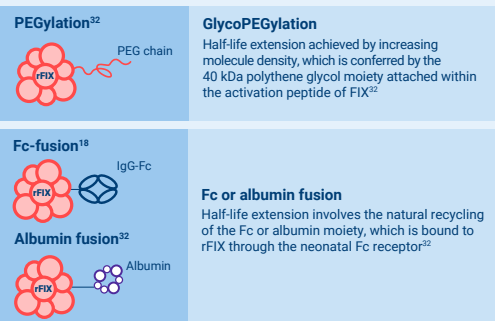 PEGylation³²
PEG chain
rFIX
GlycoPEGylation
Half-life extension achieved by increasing
molecule density, which is conferred by the
40 kDa polythene glycol moiety attached within
the activation peptide of FIX³²
Fc-fusion¹⁸
IgG-Fc
rFIX
Albumin fusion³²
Albumin
rFIX
Fc or albumin fusion
Half-life extension involves the natural recycling
of the Fc or albumin moiety, which is bound to
rFIX through the neonatal Fc receptor³²